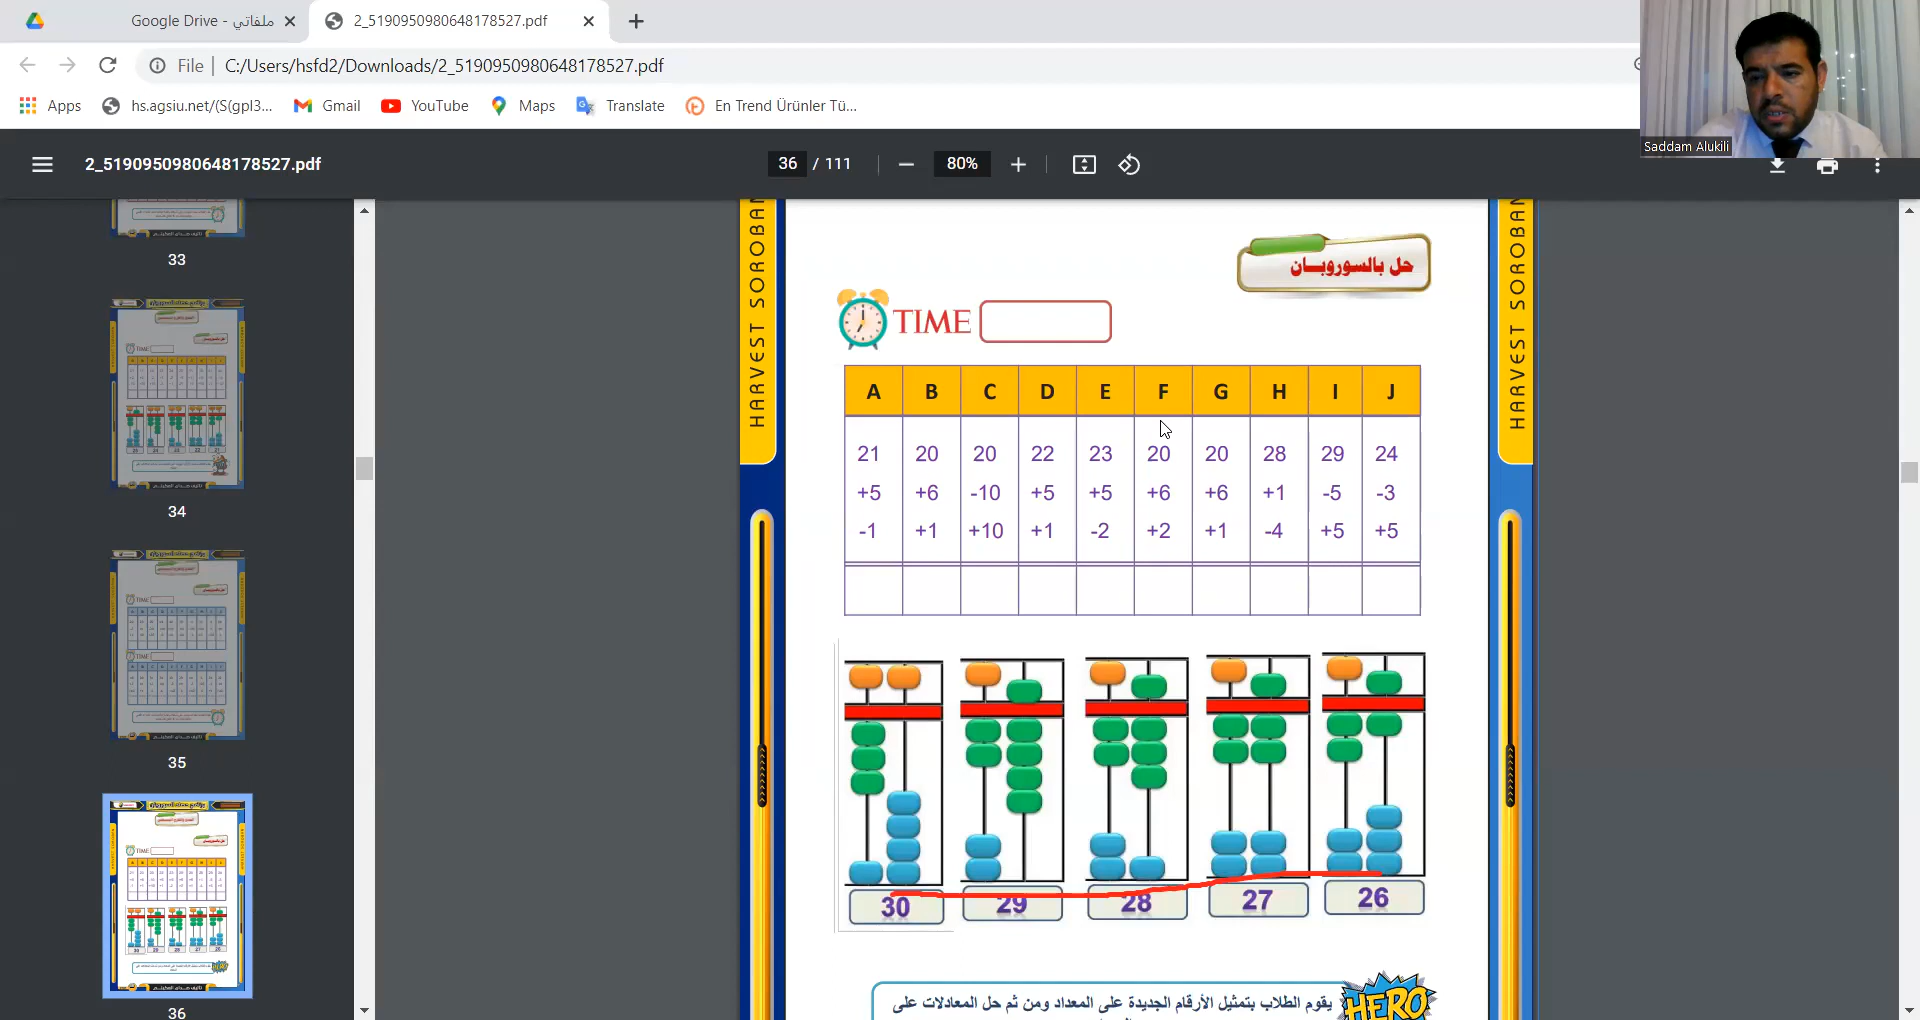 Google Drive - ملفاتي
2_5190950980648178527.pdf
File
C:/Users/hsfd2/Downloads/2_5190950980648178527.pdf
Apps
hs.agsiu.net/(S(gpl3...
Gmail
YouTube
Maps
Translate
En Trend Ürünler Tü...
Saddam Alukili
2_5190950980648178527.pdf
36 / 111
80%
33
34
35
36
HARVEST SOROBAN
HARVEST SOROBAN
حل بالسوروبـــان
TIME
A B C D E F G H I J
21 20 20 22 23 20 20 28 29 24
+5 +6 -10 +5 +5 +6 +6 +1 -5 -3
-1 +1 +10 +1 -2 +2 +1 -4 +5 +5
30 29 28 27 26
يقوم الطلاب بتمثيل الأرقام الجديدة على المعداد ومن ثم حل المعادلات على
HERO